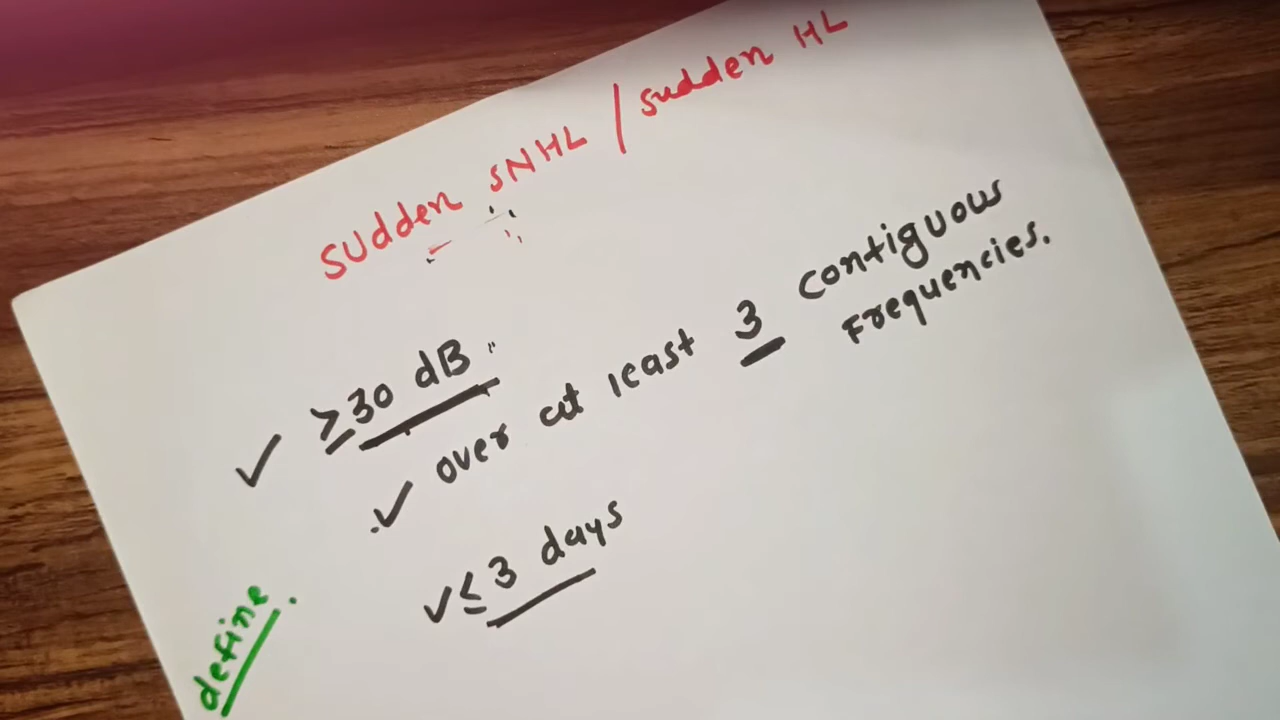 Sudden SNHL / Sudden HL
✓ ≥30 dB
✓ over at least 3 contiguous
Frequencies.
✓ ≤ 3 days
define.